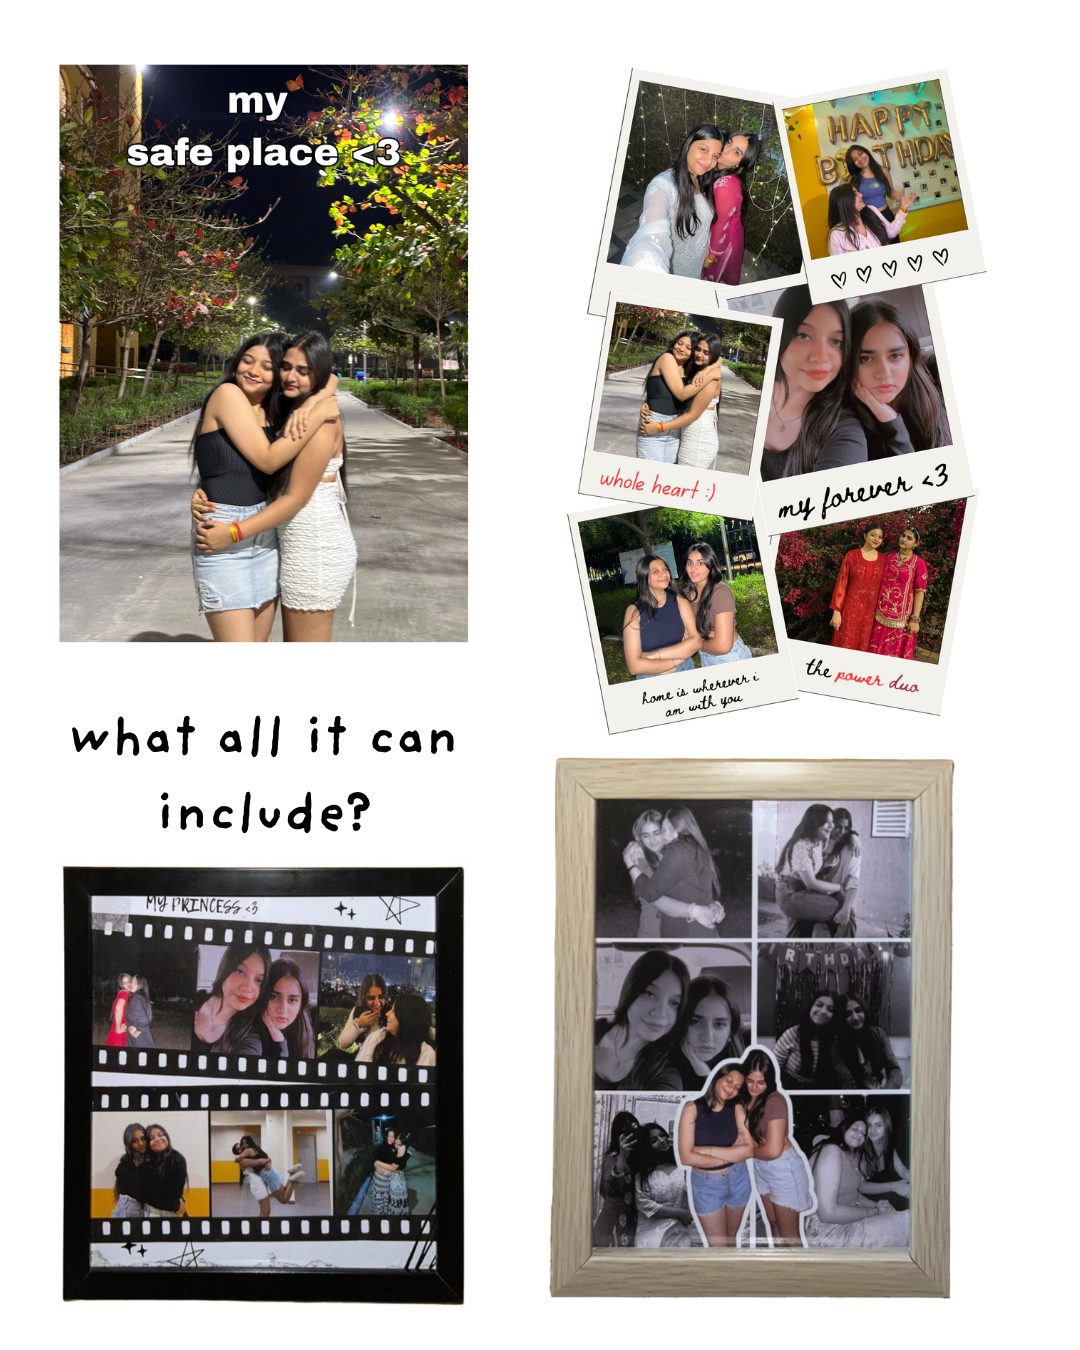 my
safe place <3
HAPPY
BIRTHDAY
whole heart :)
my forever <3
home is wherever i
am with you
the power duo
what all it can
include?
MY PRINCESS <3
RTHDA